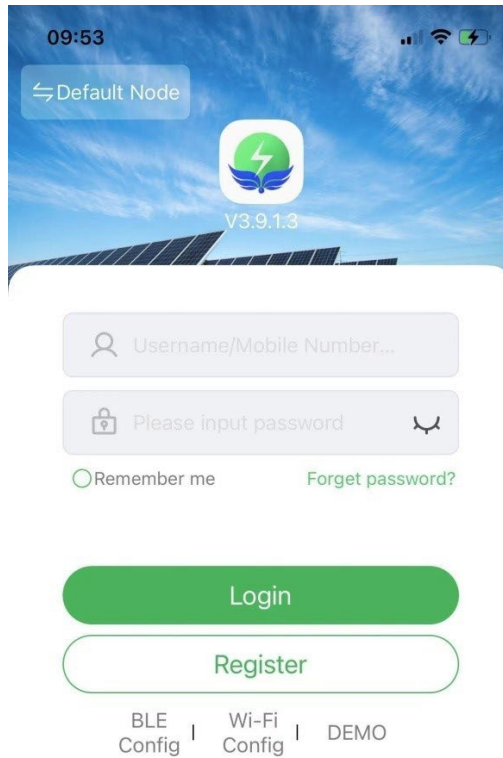 09:53
Default Node
V3.9.1.3
Username/Mobile Number...
Please input password
Remember me Forget password?
Login
Register
BLE Config | Wi-Fi Config | DEMO